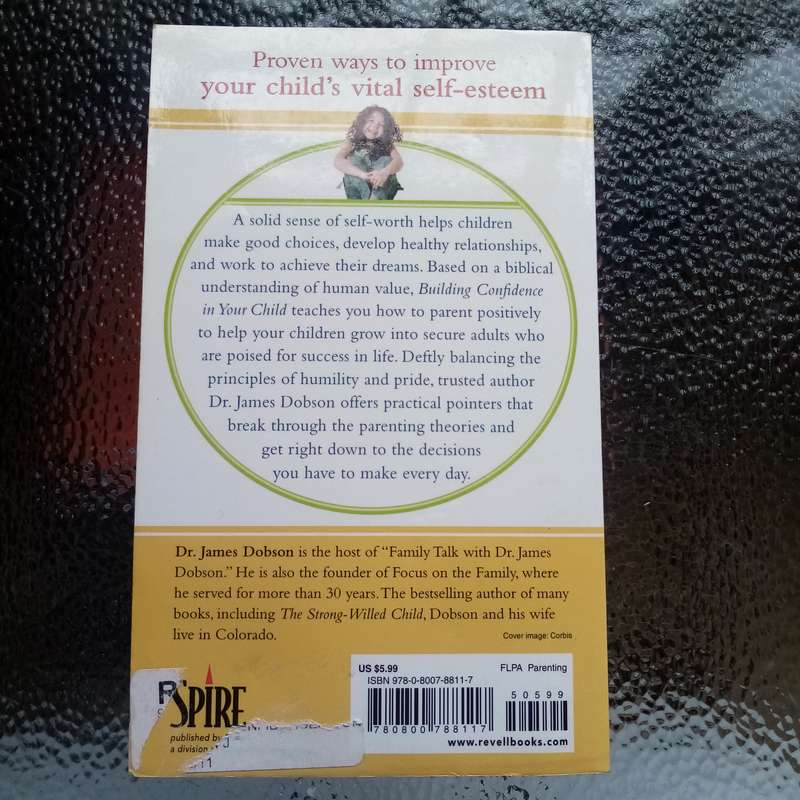 Proven ways to improve
your child's vital self-esteem
A solid sense of self-worth helps children
make good choices, develop healthy relationships,
and work to achieve their dreams. Based on a biblical
understanding of human value, Building Confidence
in Your Child teaches you how to parent positively
to help your children grow into secure adults who
are poised for success in life. Deftly balancing the
principles of humility and pride, trusted author
Dr. James Dobson offers practical pointers that
break through the parenting theories and
get right down to the decisions
you have to make every day.
Dr. James Dobson is the host of “Family Talk with Dr. James
Dobson.” He is also the founder of Focus on the Family, where
he served for more than 30 years. The bestselling author of many
books, including The Strong-Willed Child, Dobson and his wife
live in Colorado.
Cover image: Corbis
R
SPIRE
published by
a division
US $5.99
FLPA Parenting
ISBN 978-0-8007-8811-7
50599
9780800788117
www.revellbooks.com